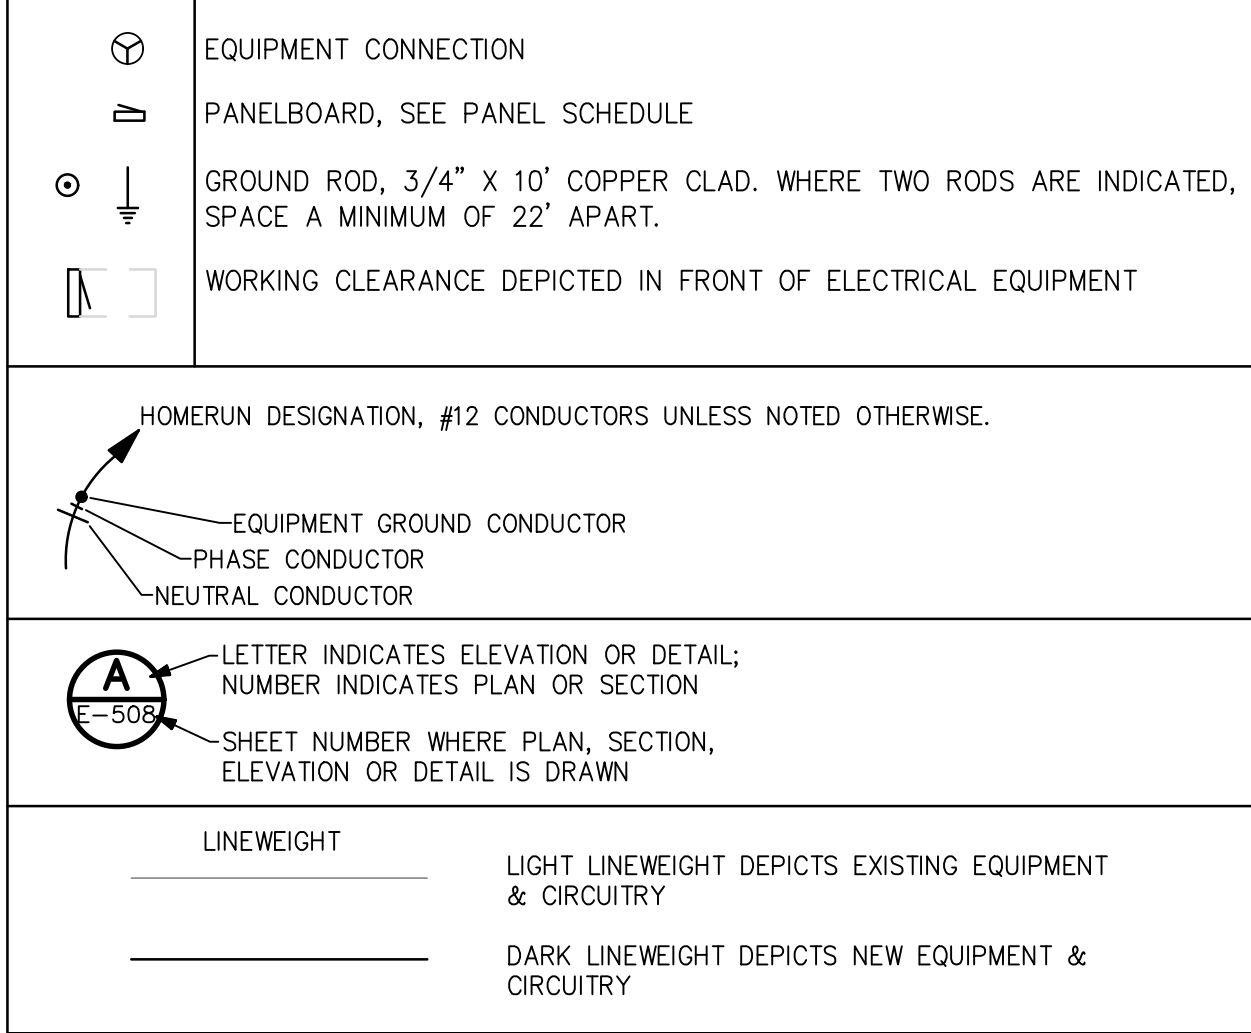 EQUIPMENT CONNECTION
PANELBOARD, SEE PANEL SCHEDULE
GROUND ROD, 3/4" X 10' COPPER CLAD. WHERE TWO RODS ARE INDICATED,
SPACE A MINIMUM OF 22' APART.
WORKING CLEARANCE DEPICTED IN FRONT OF ELECTRICAL EQUIPMENT
HOMERUN DESIGNATION, #12 CONDUCTORS UNLESS NOTED OTHERWISE.
EQUIPMENT GROUND CONDUCTOR
PHASE CONDUCTOR
NEUTRAL CONDUCTOR
A
E-508
LETTER INDICATES ELEVATION OR DETAIL;
NUMBER INDICATES PLAN OR SECTION
SHEET NUMBER WHERE PLAN, SECTION,
ELEVATION OR DETAIL IS DRAWN
LINEWEIGHT
LIGHT LINEWEIGHT DEPICTS EXISTING EQUIPMENT
& CIRCUITRY
DARK LINEWEIGHT DEPICTS NEW EQUIPMENT &
CIRCUITRY